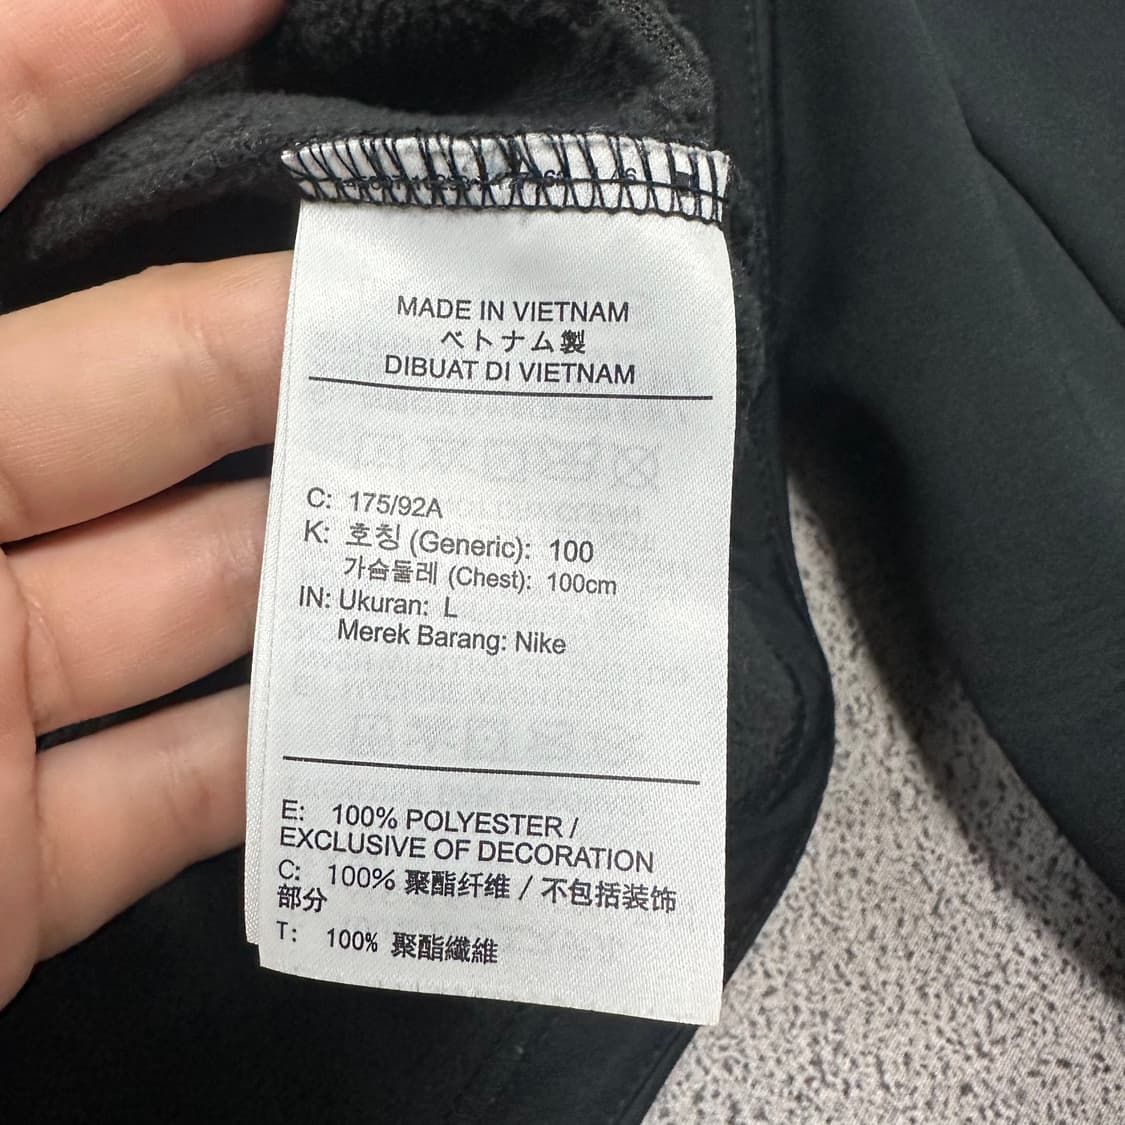 MADE IN VIETNAM
ベトナム製
DIBUAT DI VIETNAM
C: 175/92A
K: 호칭 (Generic): 100
가슴둘레 (Chest): 100cm
IN: Ukuran: L
Merek Barang: Nike
E: 100% POLYESTER /
EXCLUSIVE OF DECORATION
C: 100% 聚酯纤维 / 不包括装饰
部分
T: 100% 聚酯纖維